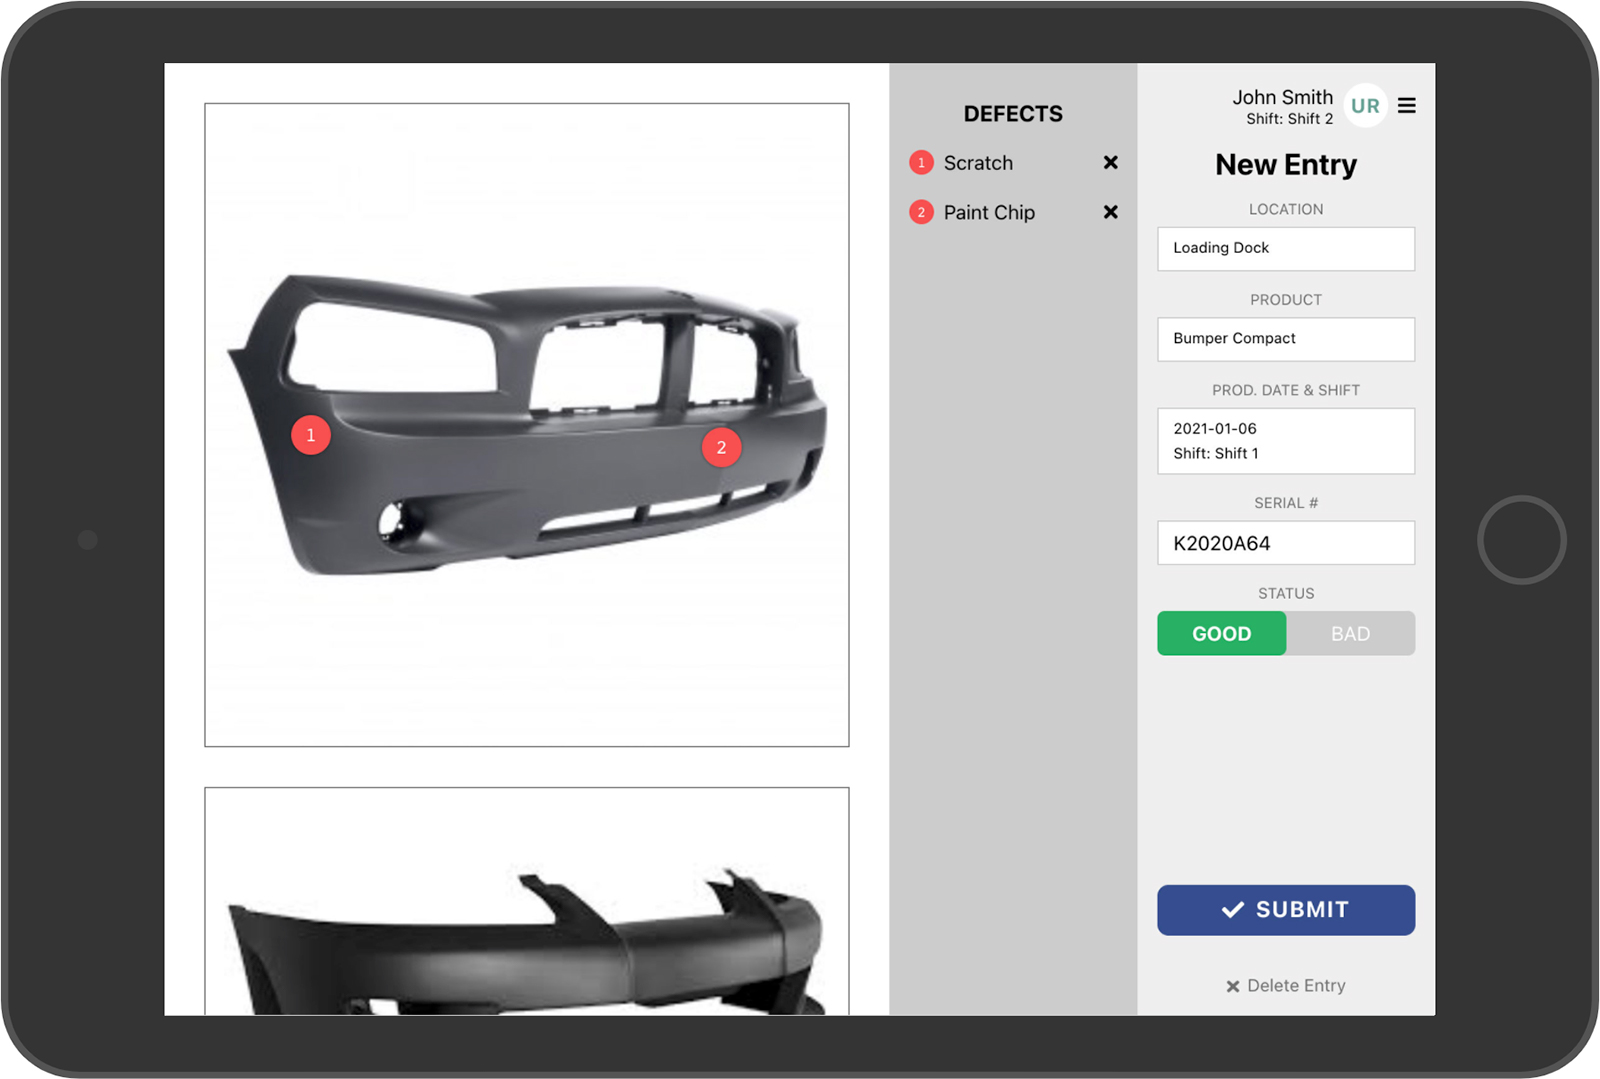 1
2
DEFECTS
1 Scratch
2 Paint Chip
John Smith
Shift: Shift 2
UR
New Entry
LOCATION
Loading Dock
PRODUCT
Bumper Compact
PROD. DATE & SHIFT
2021-01-06
Shift: Shift 1
SERIAL #
K2020A64
STATUS
GOOD BAD
SUBMIT
Delete Entry